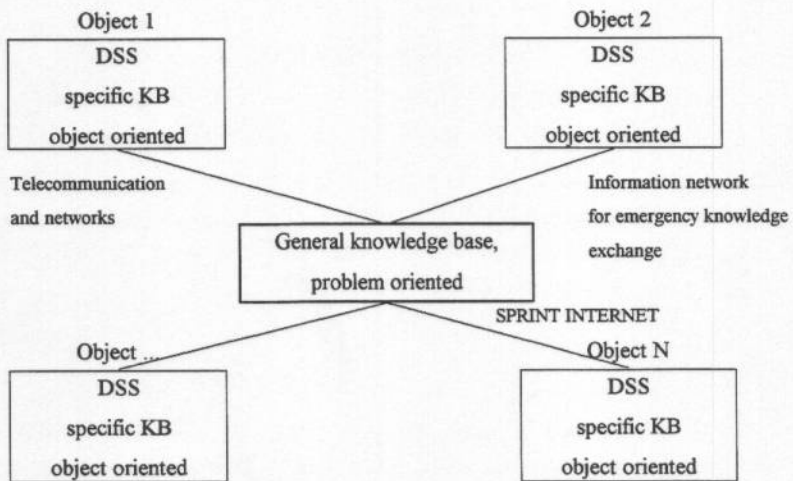 Object 1
DSS
specific KB
object oriented
Object 2
DSS
specific KB
object oriented
Telecommunication
and networks
Information network
for emergency knowledge
exchange
General knowledge base,
problem oriented
SPRINT INTERNET
Object ...
DSS
specific KB
object oriented
Object N
DSS
specific KB
object oriented